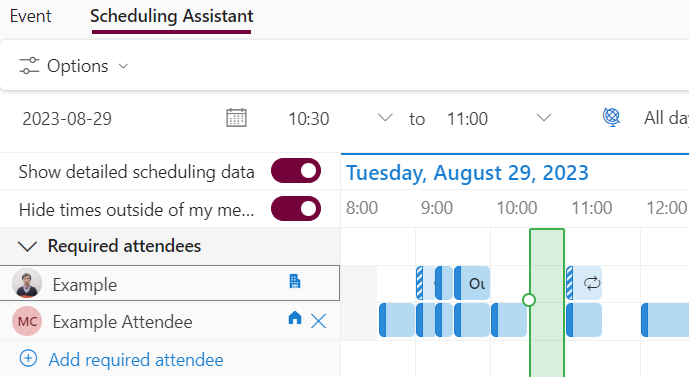 Event Scheduling Assistant
Options
2023-08-29 10:30 to 11:00 All day
Show detailed scheduling data
Tuesday, August 29, 2023
Hide times outside of my me...
8:00 9:00 10:00 11:00 12:00
Required attendees
Example Ou
MC Example Attendee
Add required attendee